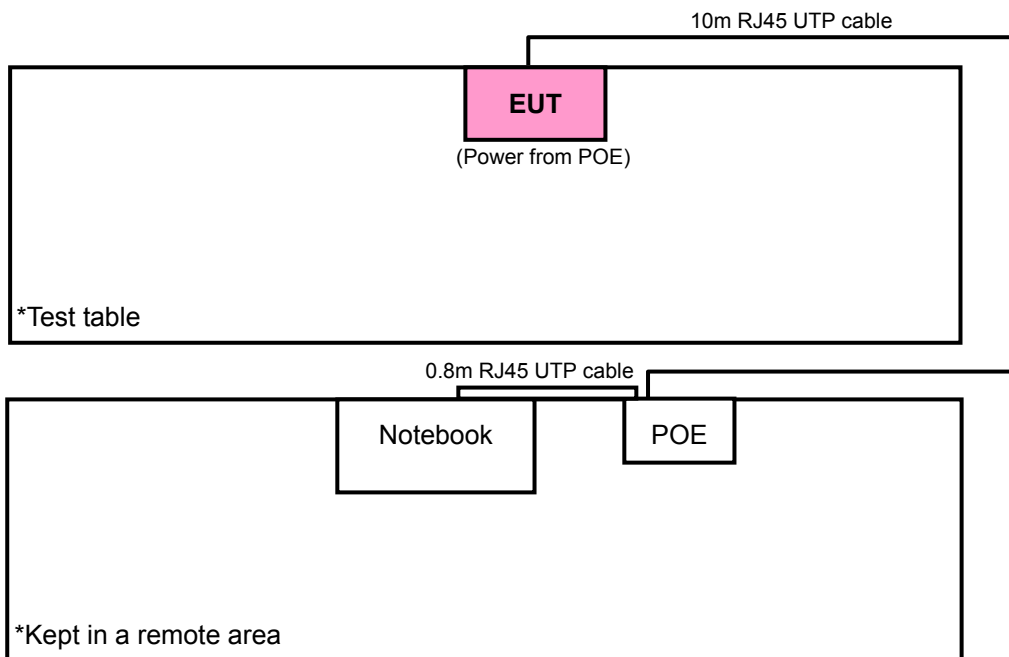 10m RJ45 UTP cable
EUT
(Power from POE)
*Test table
0.8m RJ45 UTP cable
Notebook
POE
*Kept in a remote area